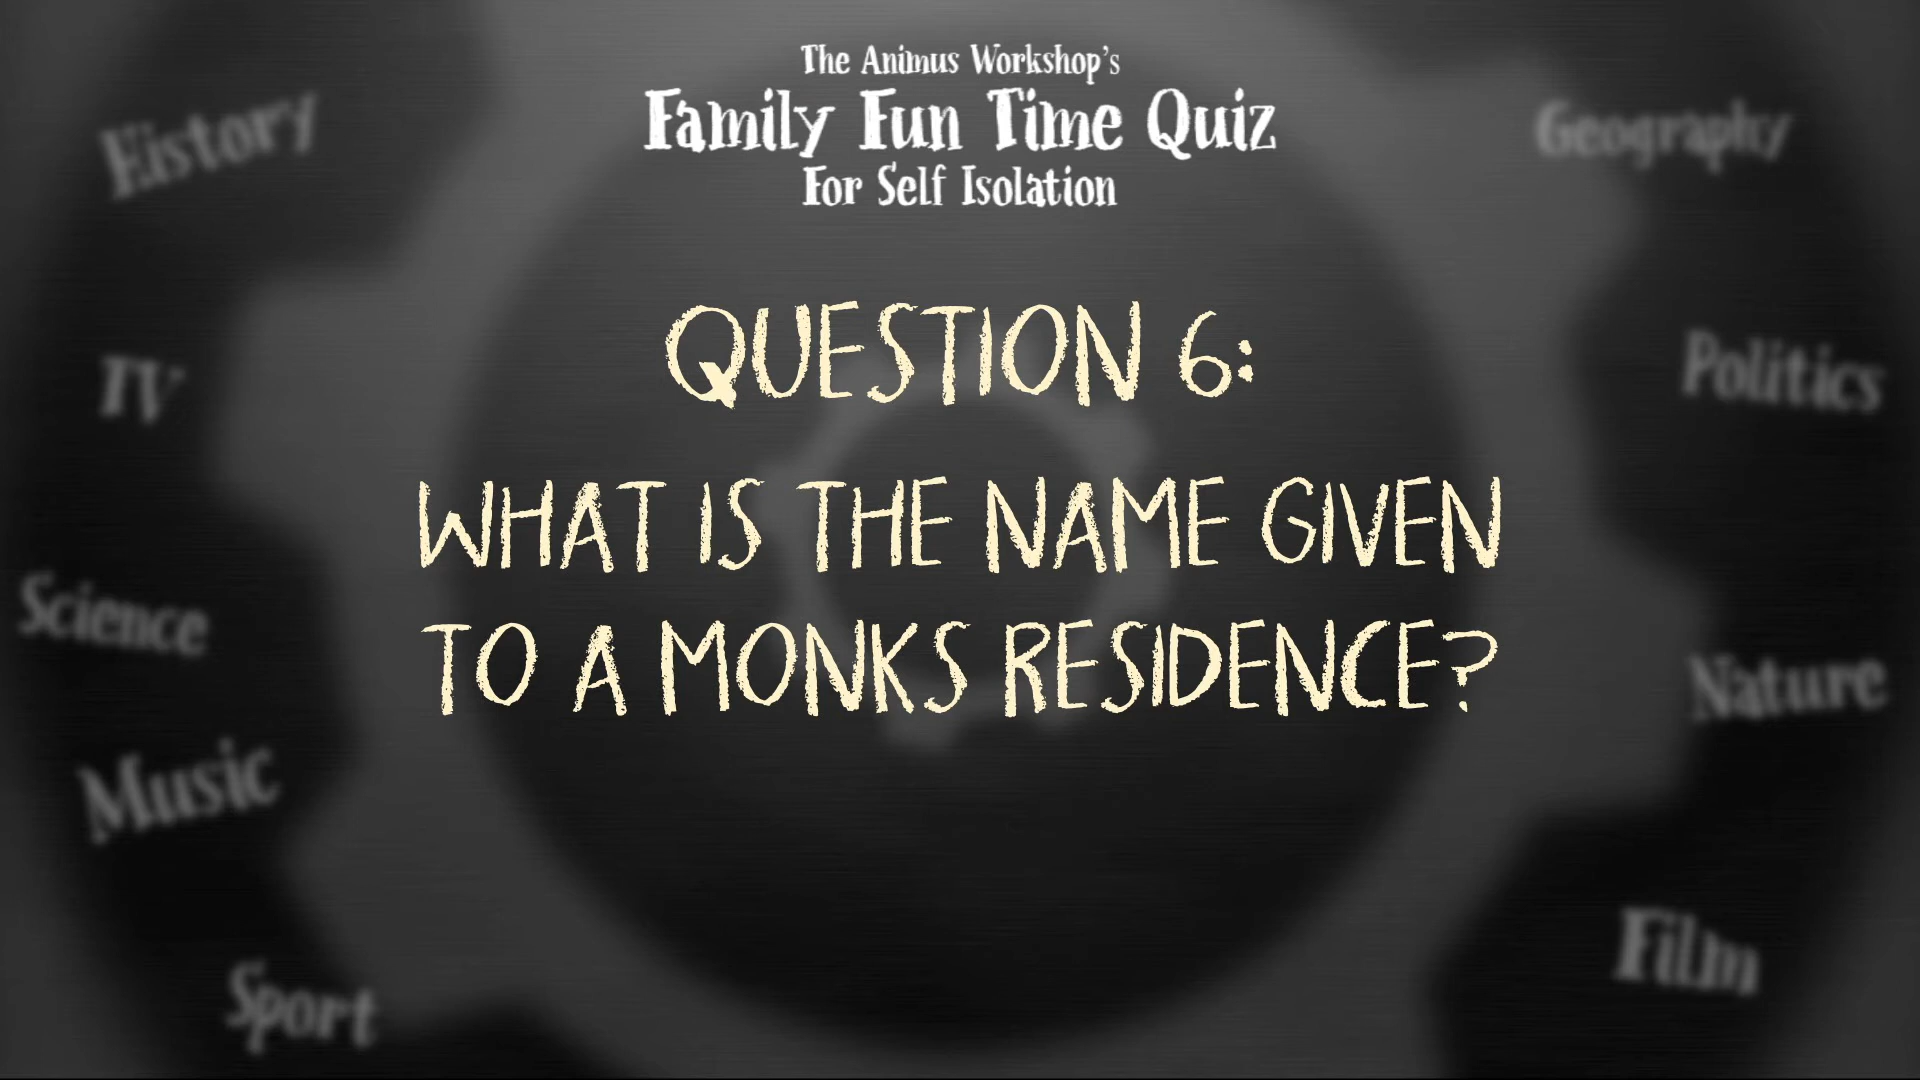 The Animus Workshop's
Family Fun Time Quiz
For Self Isolation
History
Geography
QUESTION 6:
TV
Politics
WHAT IS THE NAME GIVEN
TO A MONKS RESIDENCE?
Science
Nature
Music
Film
Sport